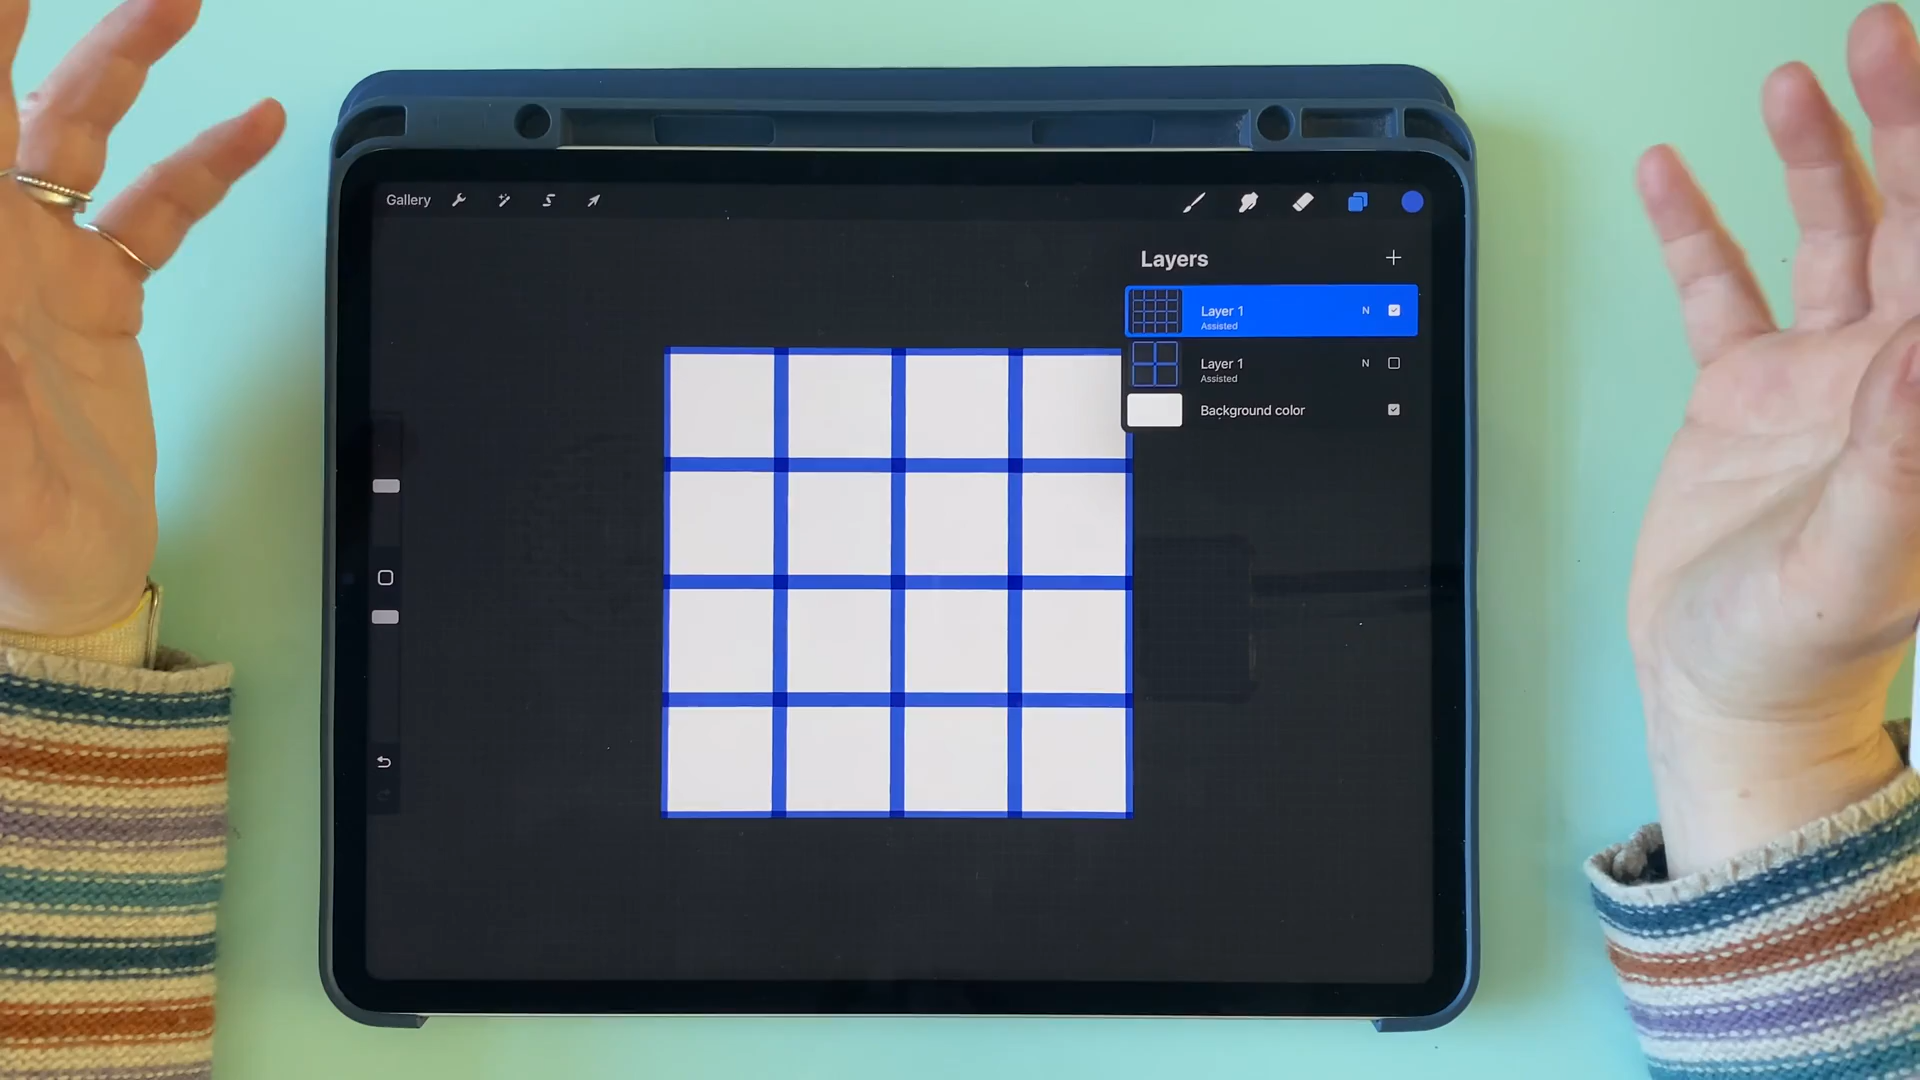 Gallery
Layers
Layer 1
N
Assisted
Layer 1
N
Assisted
Background color